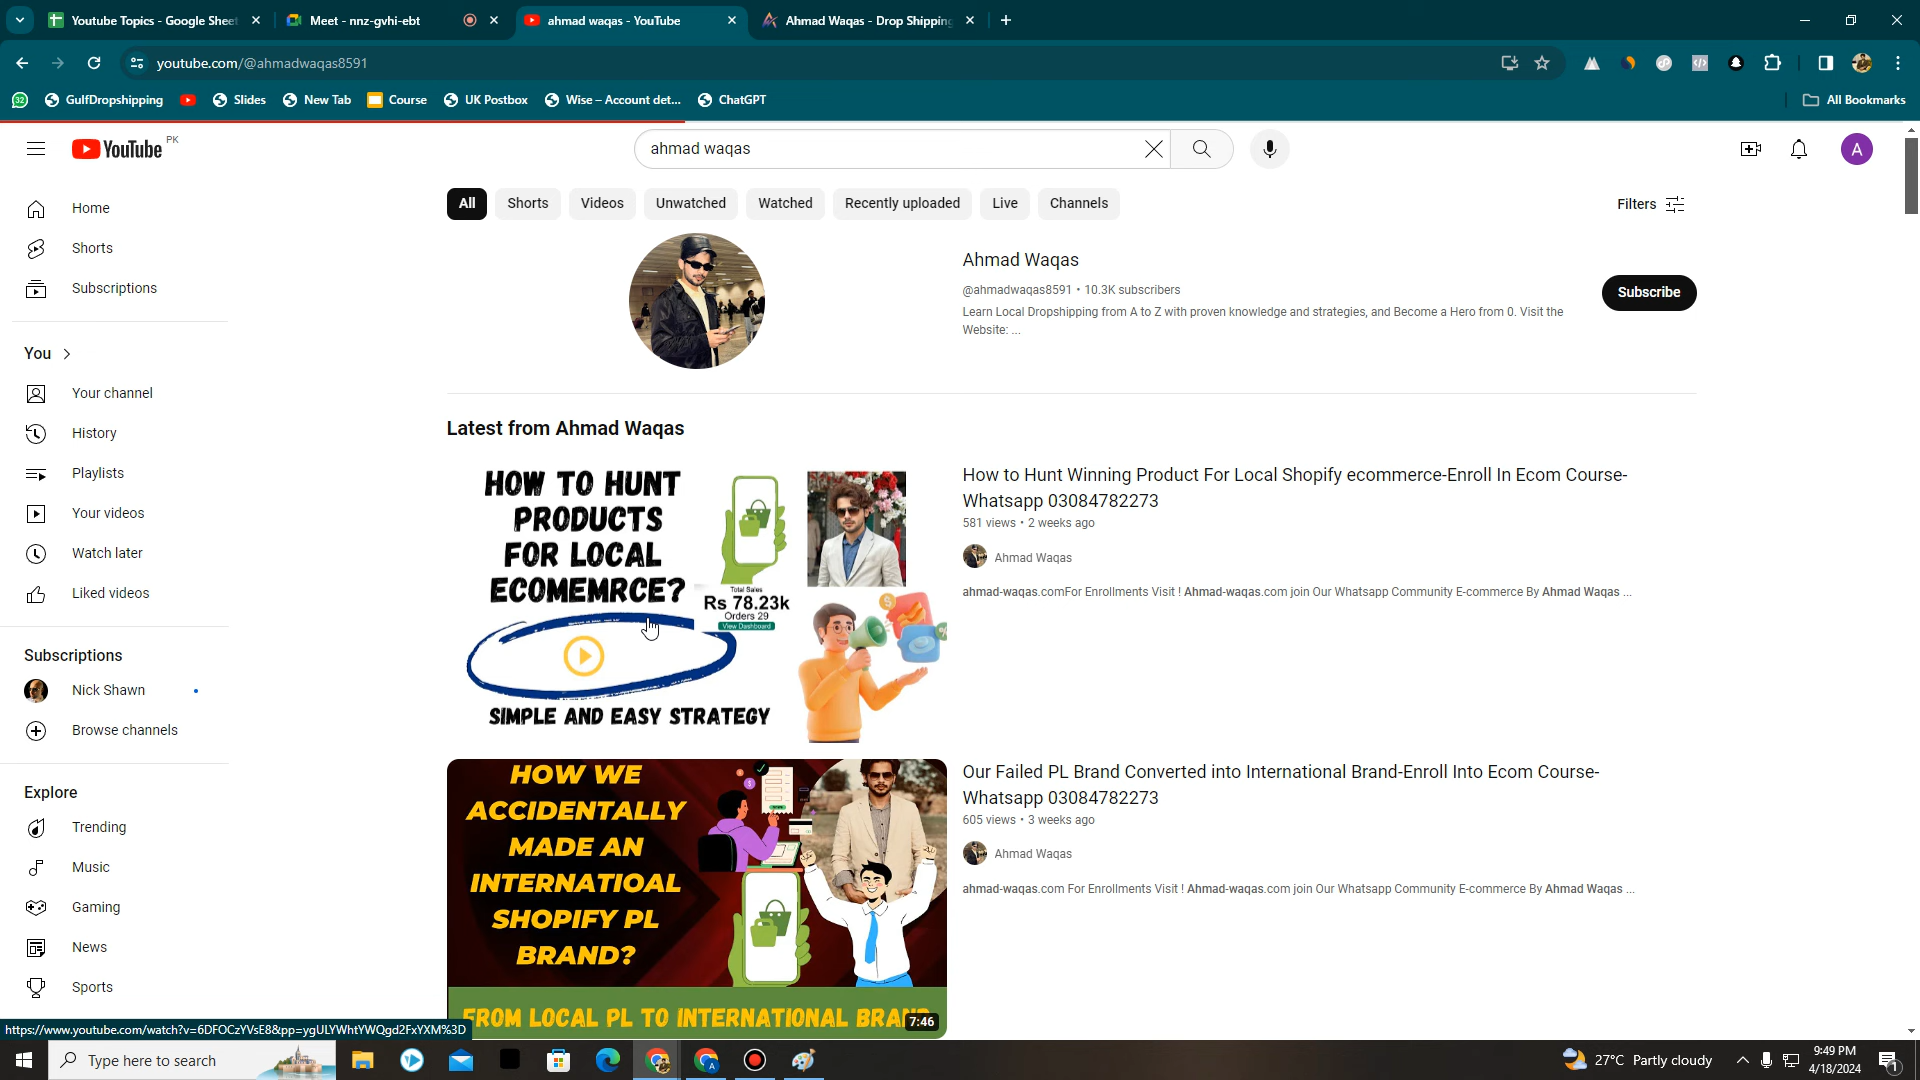 Youtube Topics - Google Sheet
Meet - nnz-gvhi-ebt
ahmad waqas - YouTube
Ahmad Waqas - Drop Shipping
youtube.com/@ahmadwaqas8591
32
GulfDropshipping
Slides
New Tab
Course
UK Postbox
Wise – Account det...
ChatGPT
All Bookmarks
YouTube PK
ahmad waqas
A
Home
Shorts
Subscriptions
You
Your channel
History
Playlists
Your videos
Watch later
Liked videos
Subscriptions
Nick Shawn
Browse channels
Explore
Trending
Music
Gaming
News
Sports
All
Shorts
Videos
Unwatched
Watched
Recently uploaded
Live
Channels
Filters
Ahmad Waqas
@ahmadwaqas8591 • 10.3K subscribers
Learn Local Dropshipping from A to Z with proven knowledge and strategies, and Become a Hero from 0. Visit the
Website: ...
Subscribe
Latest from Ahmad Waqas
HOW TO HUNT
PRODUCTS
FOR LOCAL
ECOMEMRCE?
Total Sales
Rs 78.23k
Orders 29
View Dashboard
SIMPLE AND EASY STRATEGY
How to Hunt Winning Product For Local Shopify ecommerce-Enroll In Ecom Course-
Whatsapp 03084782273
581 views • 2 weeks ago
Ahmad Waqas
ahmad-waqas.comFor Enrollments Visit ! Ahmad-waqas.com join Our Whatsapp Community E-commerce By Ahmad Waqas ...
HOW WE
ACCIDENTALLY
MADE AN
INTERNATIOAL
SHOPIFY PL
BRAND?
FROM LOCAL PL TO INTERNATIONAL BRAND
7:46
Our Failed PL Brand Converted into International Brand-Enroll Into Ecom Course-
Whatsapp 03084782273
605 views • 3 weeks ago
Ahmad Waqas
ahmad-waqas.com For Enrollments Visit ! Ahmad-waqas.com join Our Whatsapp Community E-commerce By Ahmad Waqas ...
https://www.youtube.com/watch?v=6DFOCzYVsE8&pp=ygULYWhtYWQgd2FxYXM%3D
Type here to search
27°C Partly cloudy
9:49 PM
4/18/2024
1